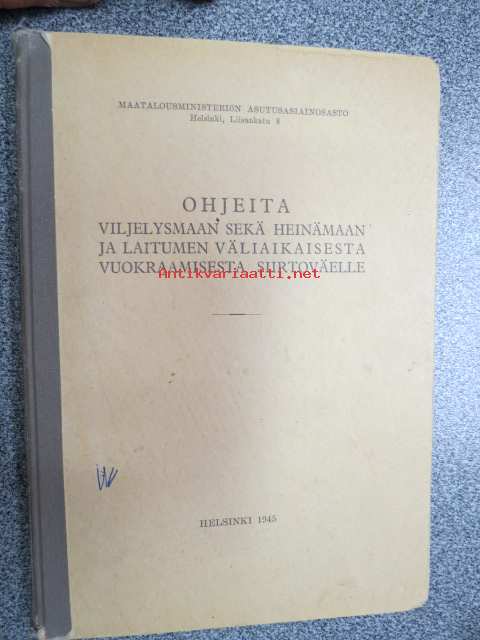 MAATALOUSMINISTERIÖN ASUTUSASIAINOSASTO
Helsinki, Liisankatu 8
OHJEITA
VILJELYSMAAN SEKÄ HEINÄMAAN
JA LAITUMEN VÄLIAIKAISESTA
VUOKRAAMISESTA SIIRTOVÄELLE
Antikvariaatti.net
HELSINKI 1945